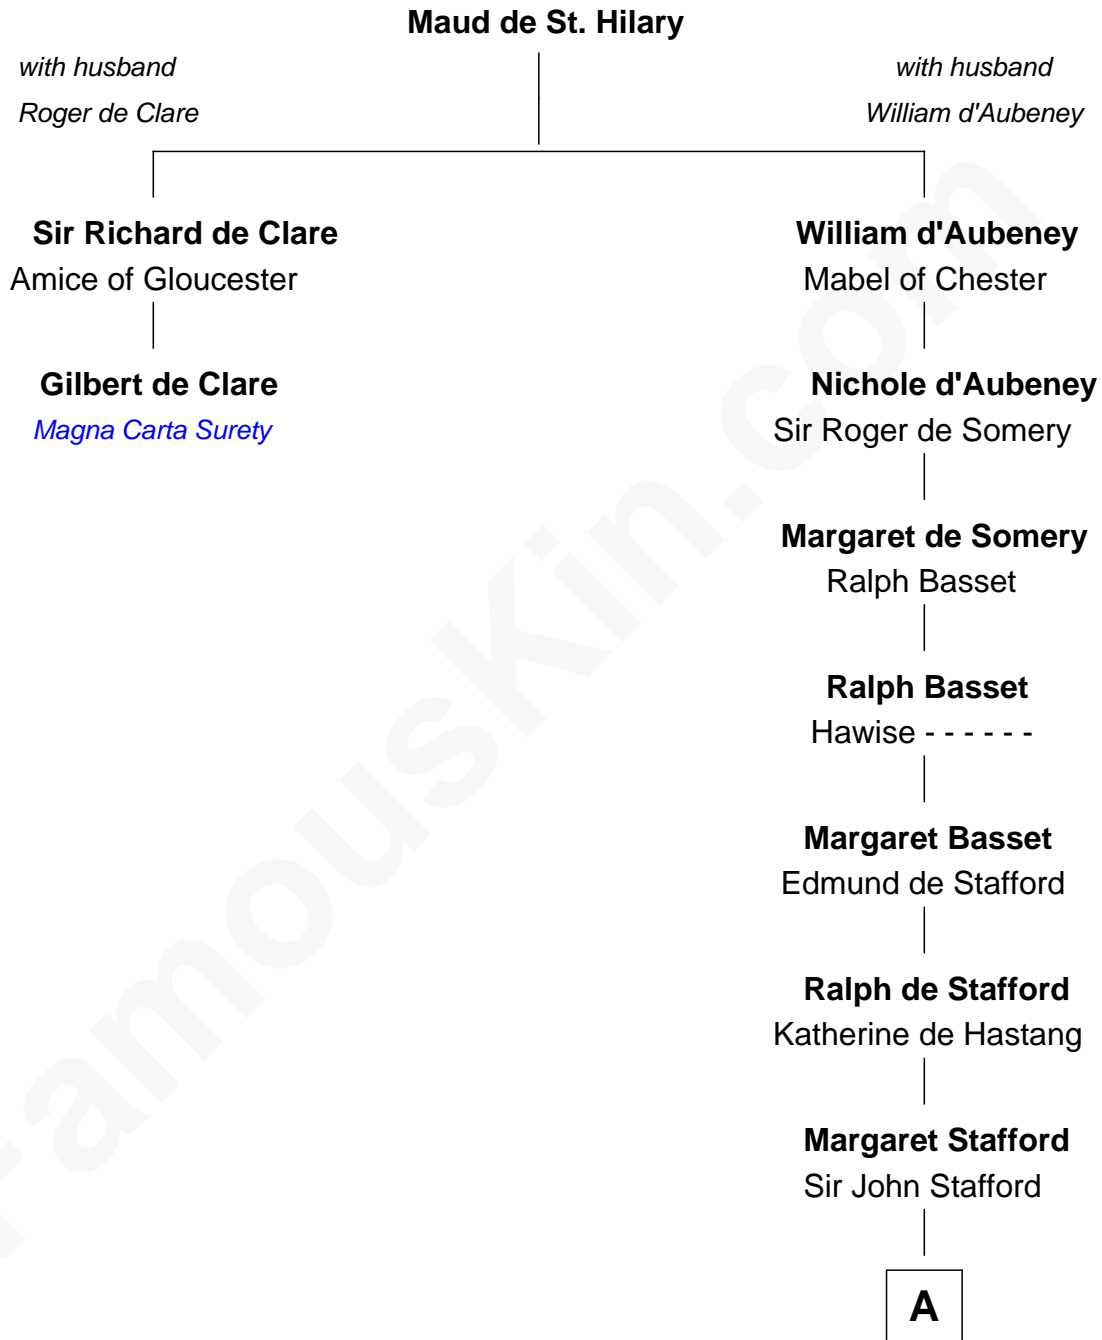 Maud de St. Hilary
with husband
Roger de Clare
with husband
William d'Aubeney
Sir Richard de Clare
Amice of Gloucester
Gilbert de Clare
Magna Carta Surety
William d'Aubeney
Mabel of Chester
Nichole d'Aubeney
Sir Roger de Somery
Margaret de Somery
Ralph Basset
Ralph Basset
Hawise - - - - - -
Margaret Basset
Edmund de Stafford
Ralph de Stafford
Katherine de Hastang
Margaret Stafford
Sir John Stafford
A
FamousKin.com